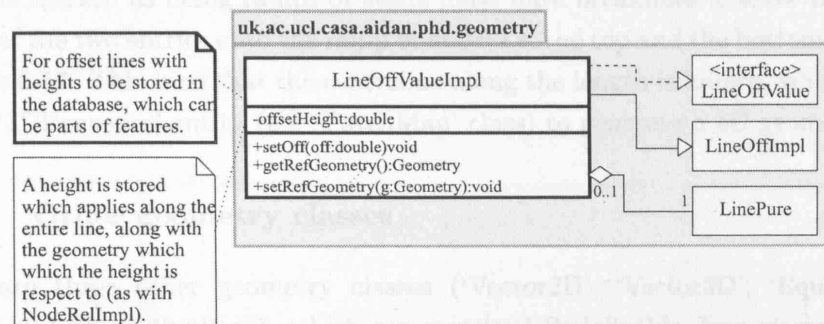 uk.ac.ucl.casa.aidan.phd.geometry
For offset lines with
heights to be stored in
the database, which can
be parts of features.
A height is stored
which applies along the
entire line, along with
the geometry which
which the height is
respect to (as with
NodeRelImpl).
LineOffValueImpl
-offsetHeight:double
+setOff(off:double)void
+getRefGeometry():Geometry
+setRefGeometry(g:Geometry):void
0..1
1
<interface>
LineOffValue
LineOffImpl
LinePure